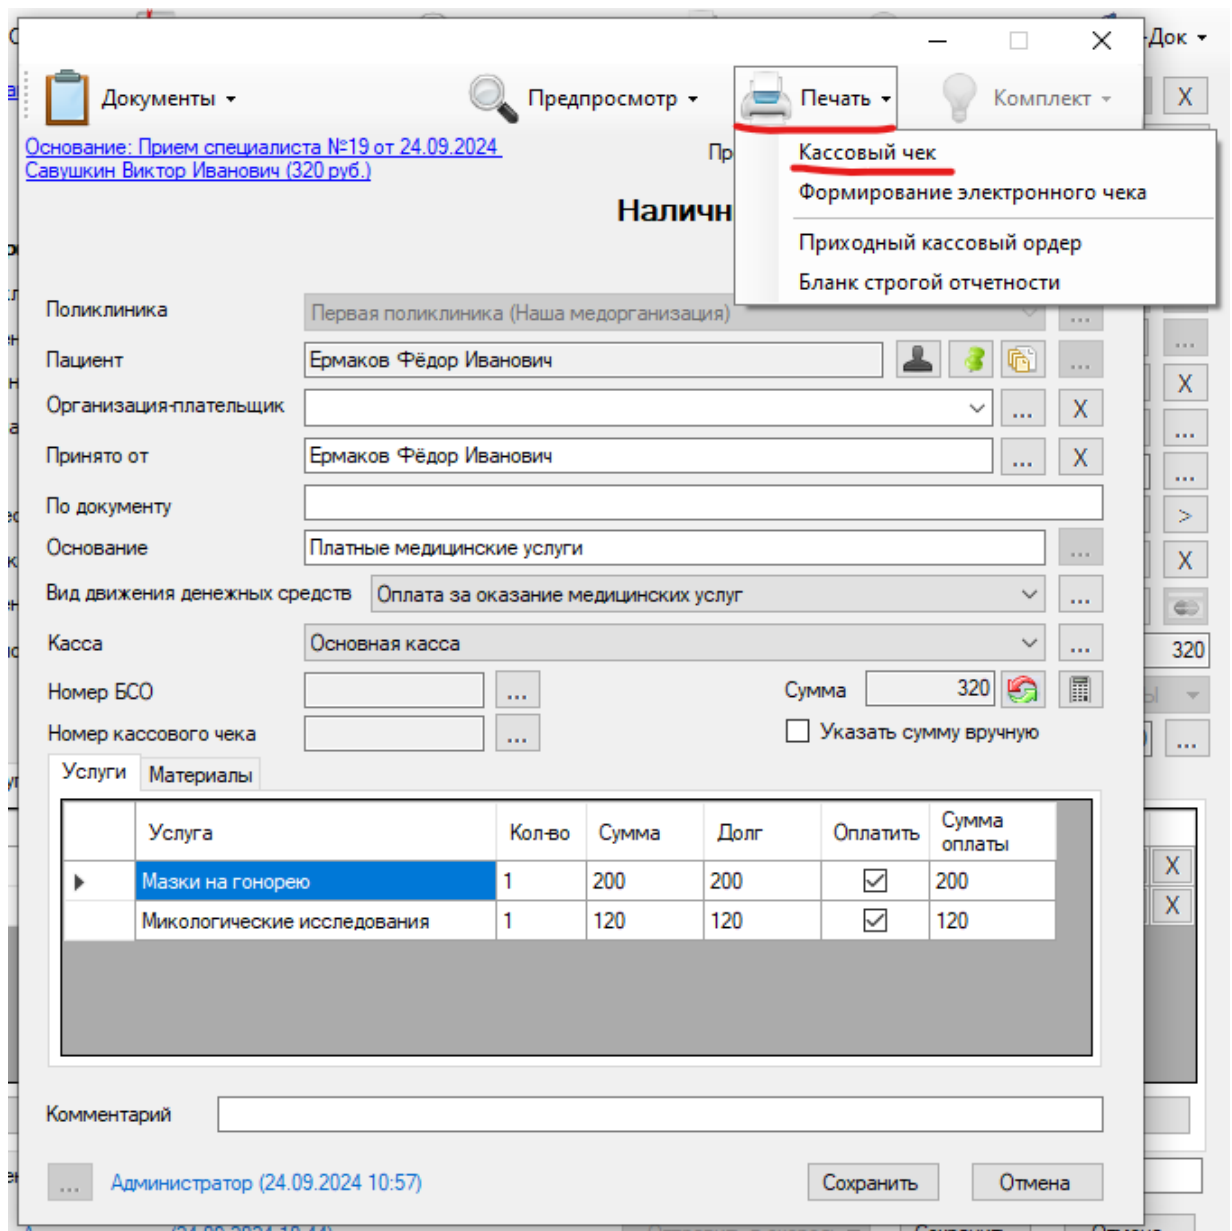 -Док
Документы
Предпросмотр
Печать
Комплект
X
Основание: Прием специалиста №19 от 24.09.2024
Савушкин Виктор Иванович (320 руб.)
Пр
Кассовый чек
Формирование электронного чека
Приходный кассовый ордер
Бланк строгой отчетности
Наличн
Поликлиника
Первая поликлиника (Наша медорганизация)
...
Пациент
Ермаков Фёдор Иванович
...
...
Организация-плательщик
...
X
X
Принято от
Ермаков Фёдор Иванович
...
X
...
...
По документу
>
Основание
Платные медицинские услуги
...
X
Вид движения денежных средств
Оплата за оказание медицинских услуг
...
Касса
Основная касса
...
320
Номер БСО
...
Сумма
320
Номер кассового чека
...
Указать сумму вручную
...
Услуги
Материалы
Услуга
Кол-во
Сумма
Долг
Оплатить
Сумма
оплаты
Мазки на гонорею
1
200
200
200
X
Микологические исследования
1
120
120
120
X
Комментарий
...
Администратор (24.09.2024 10:57)
Сохранить
Отмена